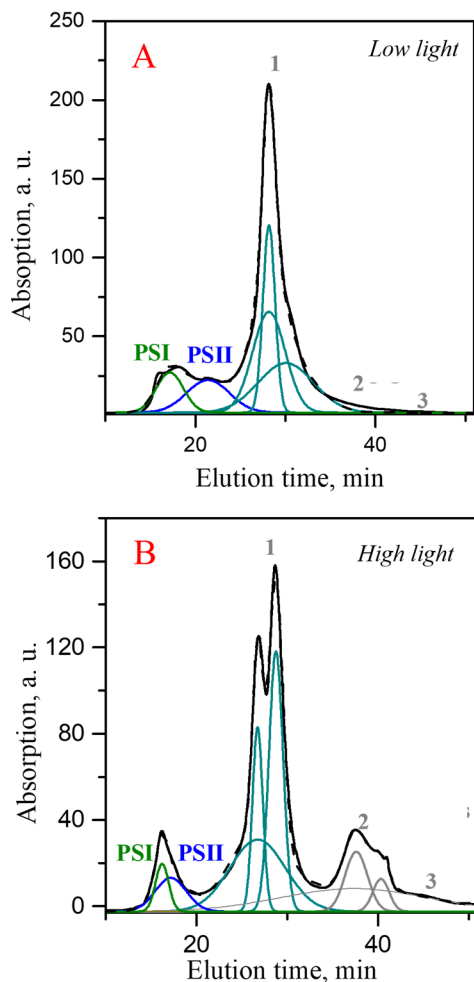 250
200
150
100
50
Absoption, a. u.
A
1
Low light
PSI
PSII
2
3
20
40
Elution time, min
160
120
80
40
0
Absorption, a. u.
B
1
High light
PSI
PSII
2
3
20
40
Elution time, min